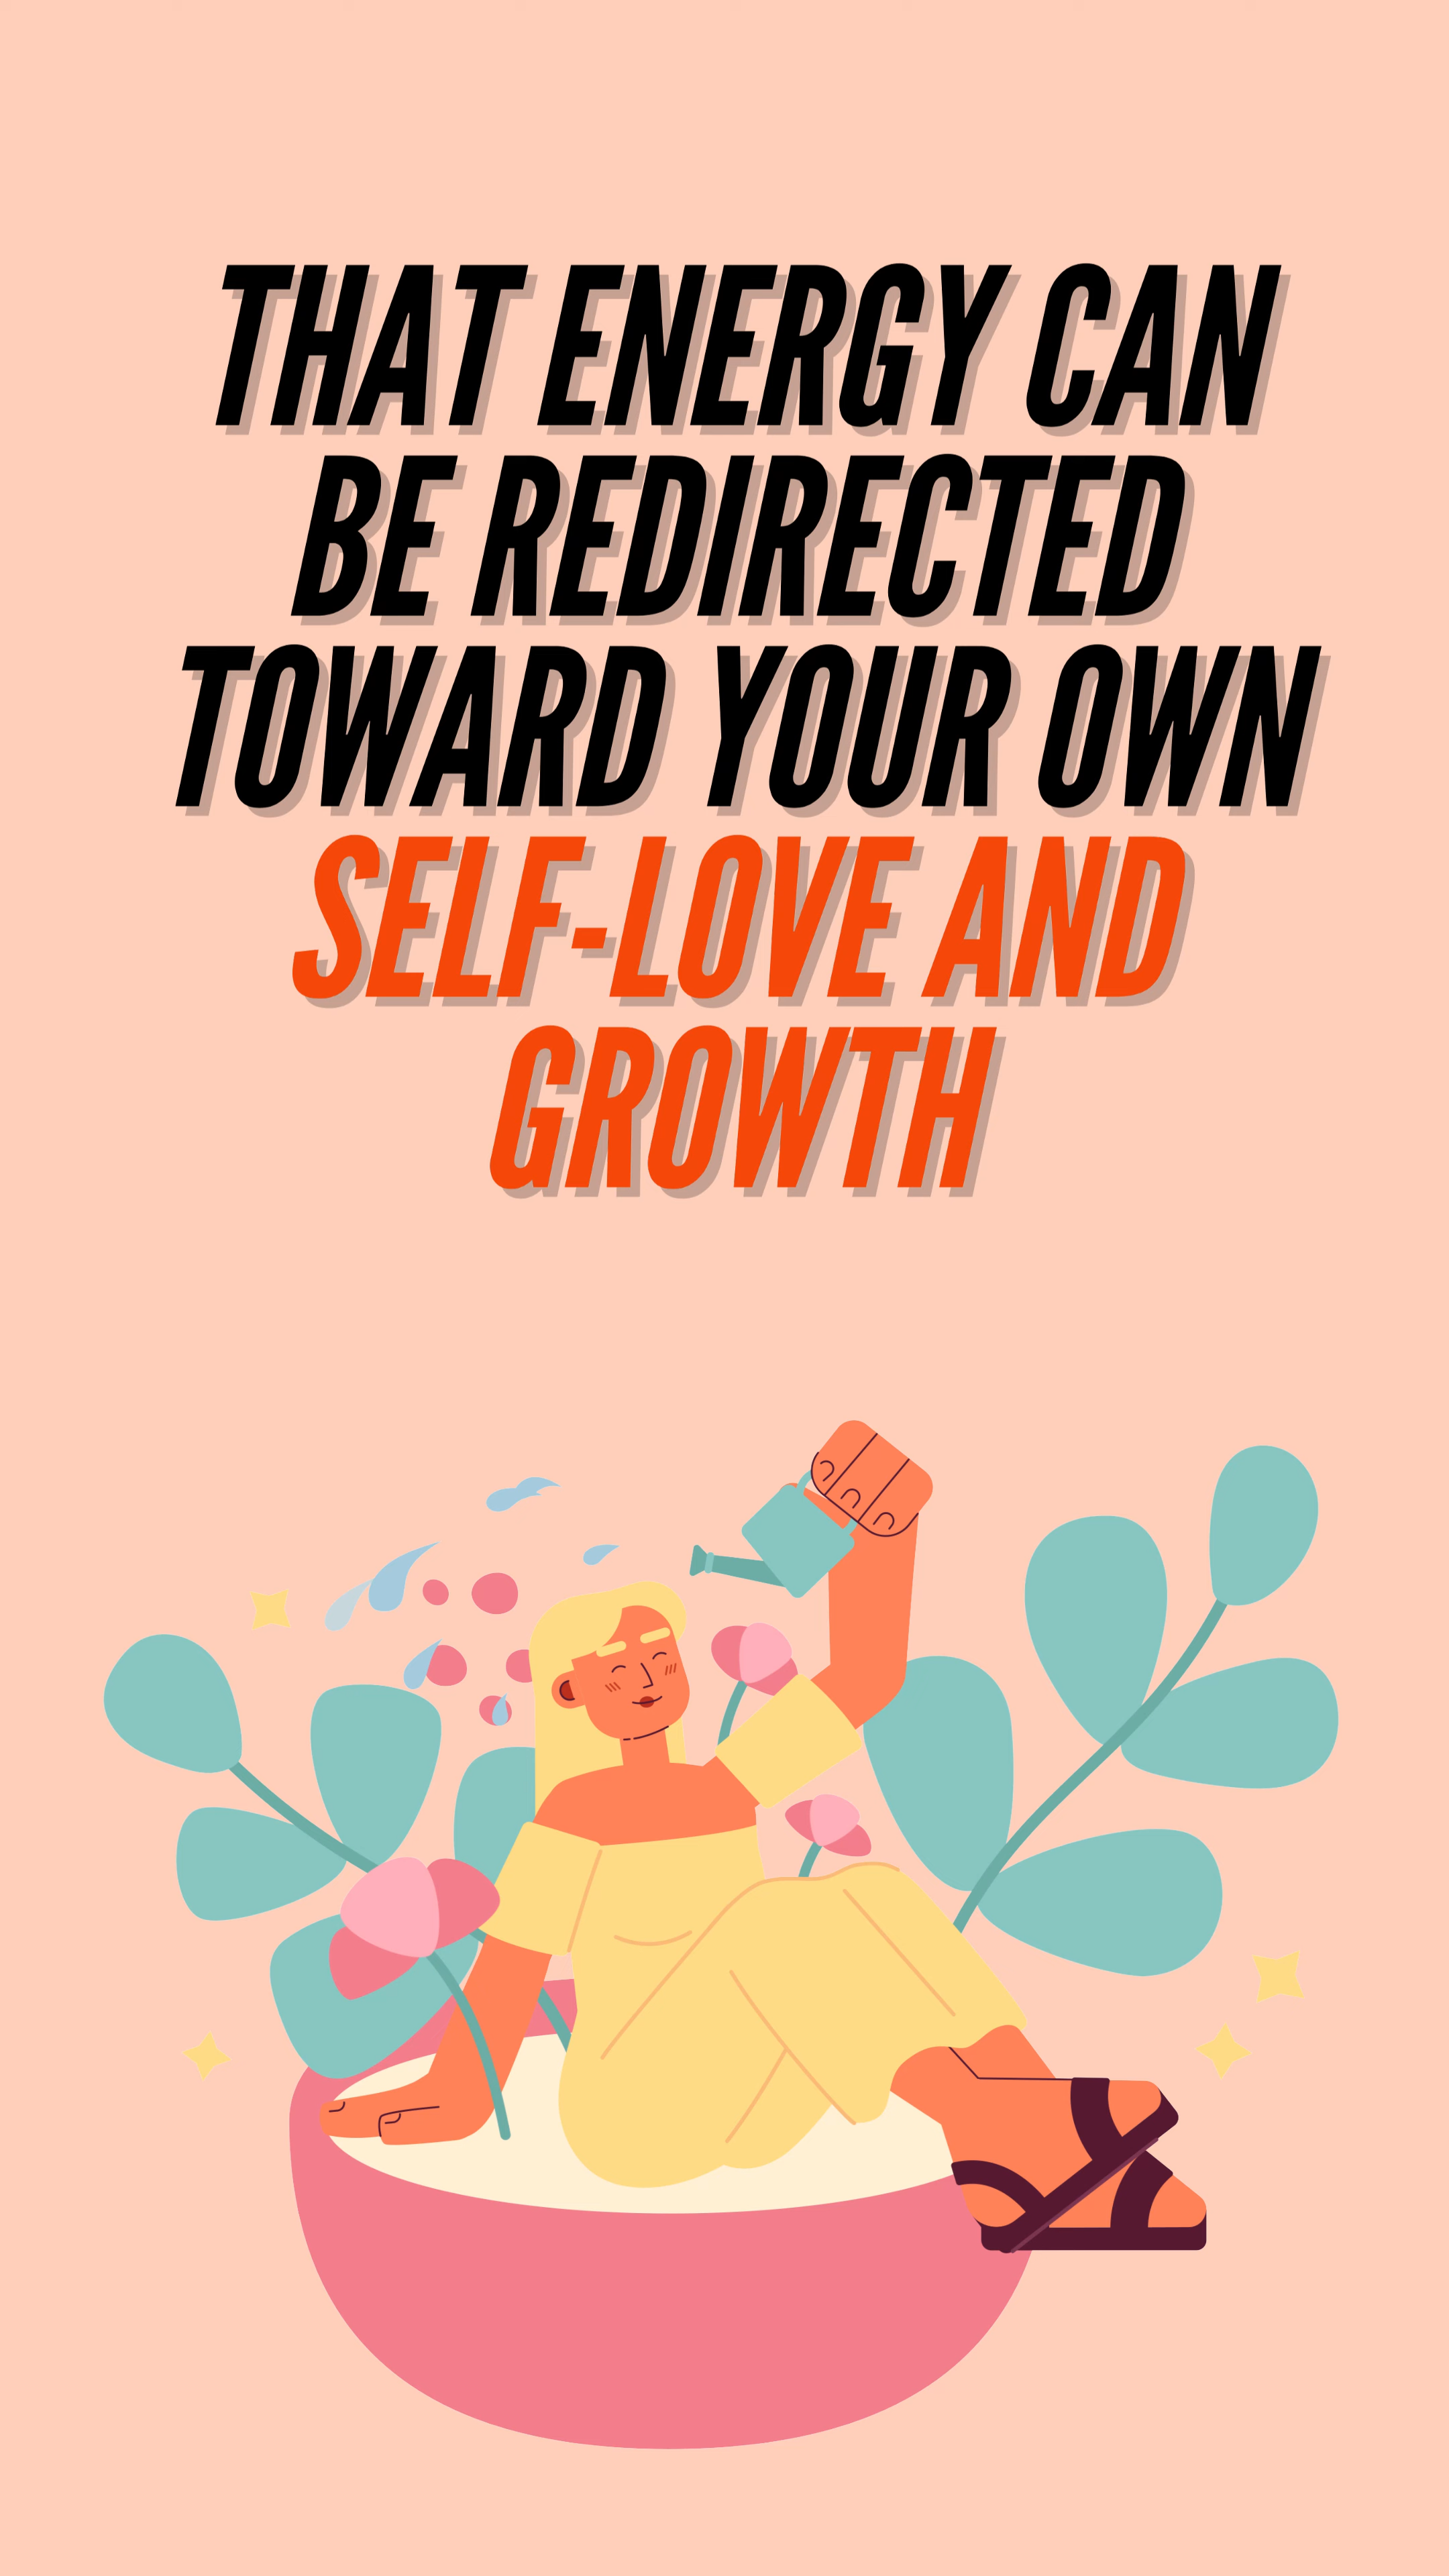 THAT ENERGY CAN
BE REDIRECTED
TOWARD YOUR OWN
SELF-LOVE AND
GROWTH